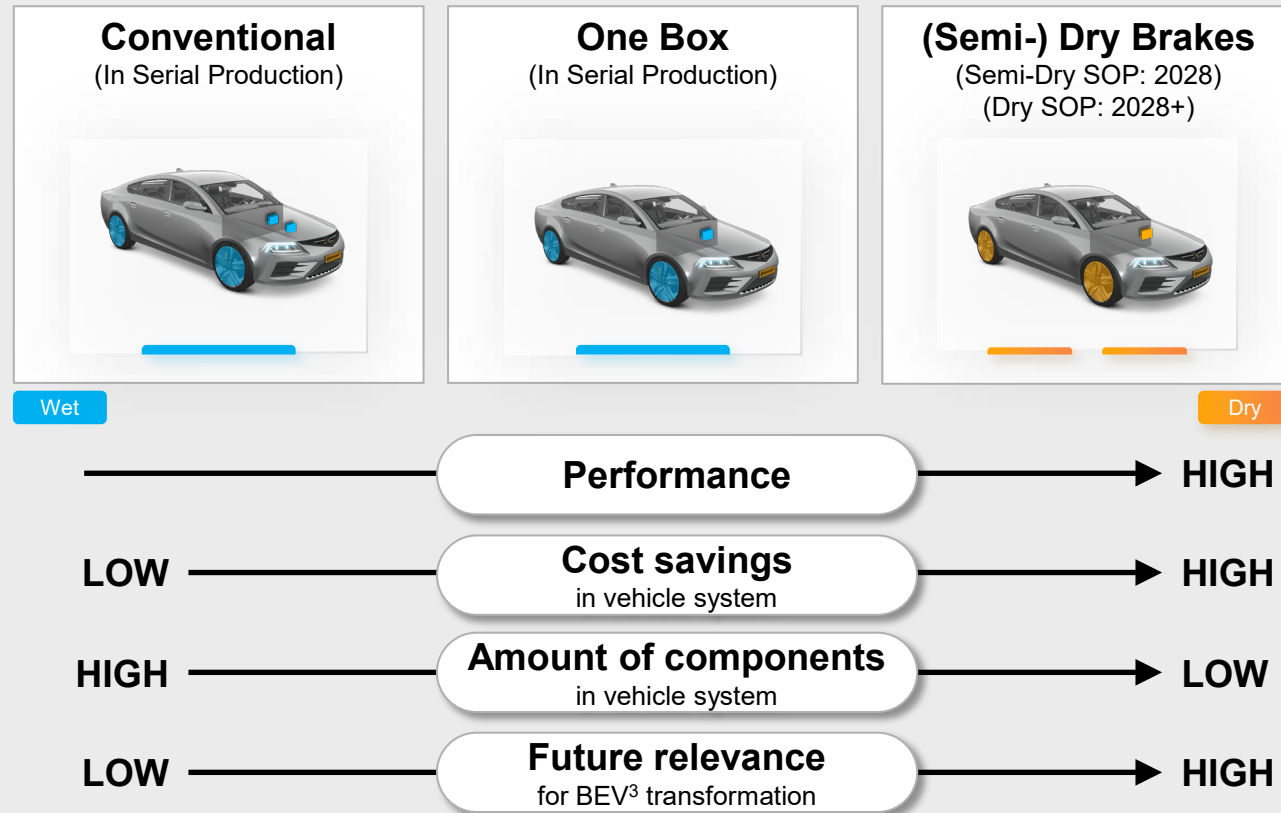 Conventional
(In Serial Production)
One Box
(In Serial Production)
(Semi-) Dry Brakes
(Semi-Dry SOP: 2028)
(Dry SOP: 2028+)
Wet
Dry
Performance
HIGH
LOW
Cost savings
in vehicle system
HIGH
HIGH
Amount of components
in vehicle system
LOW
LOW
Future relevance
for BEV³ transformation
HIGH